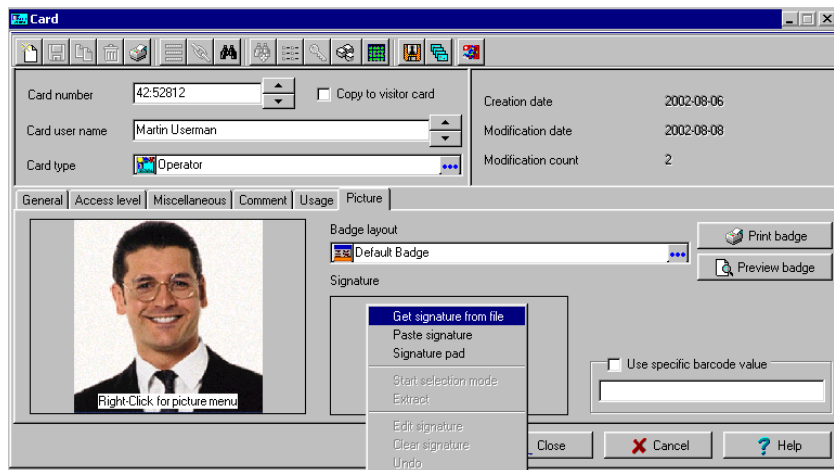 Card
Card number
42:52812
Copy to visitor card
Card user name
Martin Userman
Card type
Operator
Creation date
2002-08-06
Modification date
2002-08-08
Modification count
2
General
Access level
Miscellaneous
Comment
Usage
Picture
Right-Click for picture menu
Badge layout
Default Badge
Print badge
Preview badge
Signature
Get signature from file
Paste signature
Signature pad
Start selection mode
Extract
Edit signature
Clear signature
Undo
Use specific barcode value
Close
Cancel
? Help